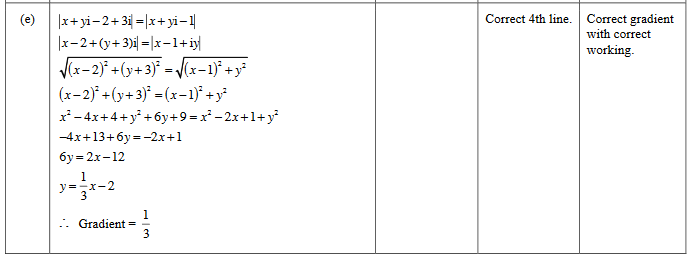 (e)
|x+yi−2+3i|=|x+yi−1|
|x−2+(y+3)i|=|x−1+iy|
√((x−2)²+(y+3)²) = √((x−1)²+y²)
(x−2)²+(y+3)²=(x−1)²+y²
x²−4x+4+y²+6y+9=x²−2x+1+y²
−4x+13+6y=−2x+1
6y=2x−12
y=1/3x−2
∴ Gradient = 1/3
Correct 4th line.
Correct gradient
with correct
working.